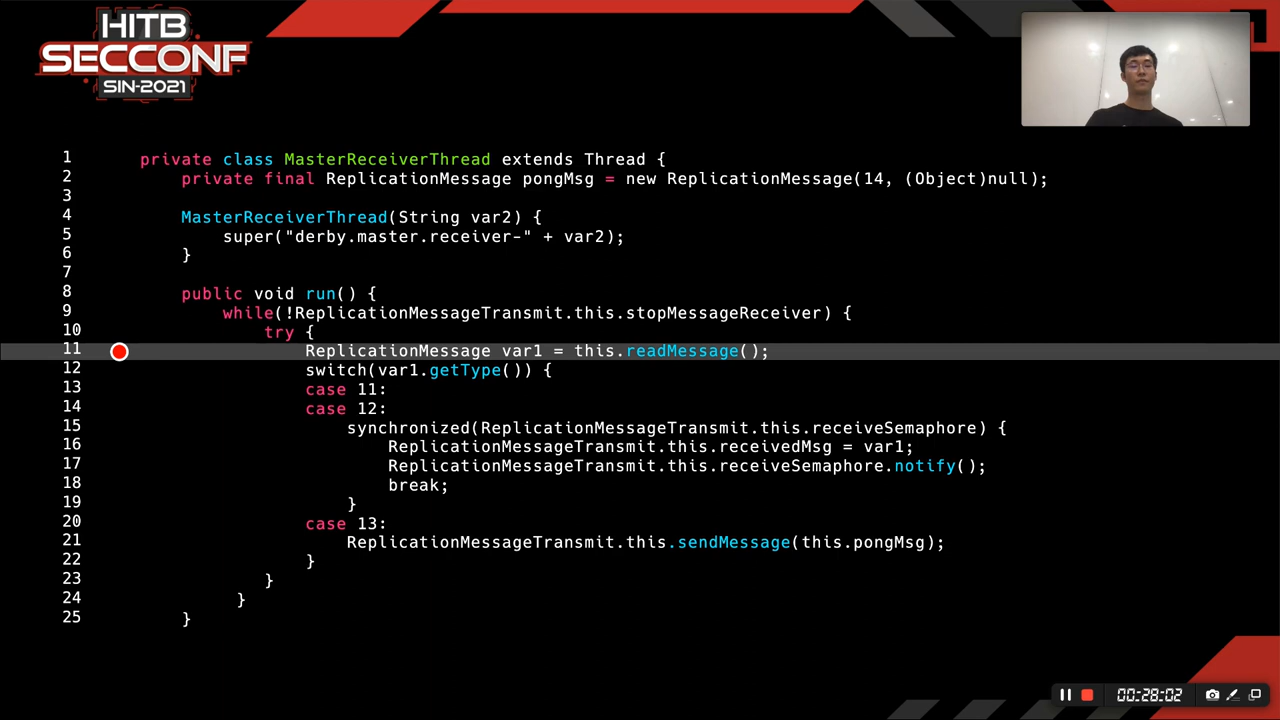 HITB
SECCONF
SIN-2021
1 private class MasterReceiverThread extends Thread {
2 private final ReplicationMessage pongMsg = new ReplicationMessage(14, (Object)null);
3
4 MasterReceiverThread(String var2) {
5 super("derby.master.receiver-" + var2);
6 }
7
8 public void run() {
9 while(!ReplicationMessageTransmit.this.stopMessageReceiver) {
10 try {
11 ReplicationMessage var1 = this.readMessage();
12 switch(var1.getType()) {
13 case 11:
14 case 12:
15 synchronized(ReplicationMessageTransmit.this.receiveSemaphore) {
16 ReplicationMessageTransmit.this.receivedMsg = var1;
17 ReplicationMessageTransmit.this.receiveSemaphore.notify();
18 break;
19 }
20 case 13:
21 ReplicationMessageTransmit.this.sendMessage(this.pongMsg);
22 }
23 }
24 }
25 }
00:28:02